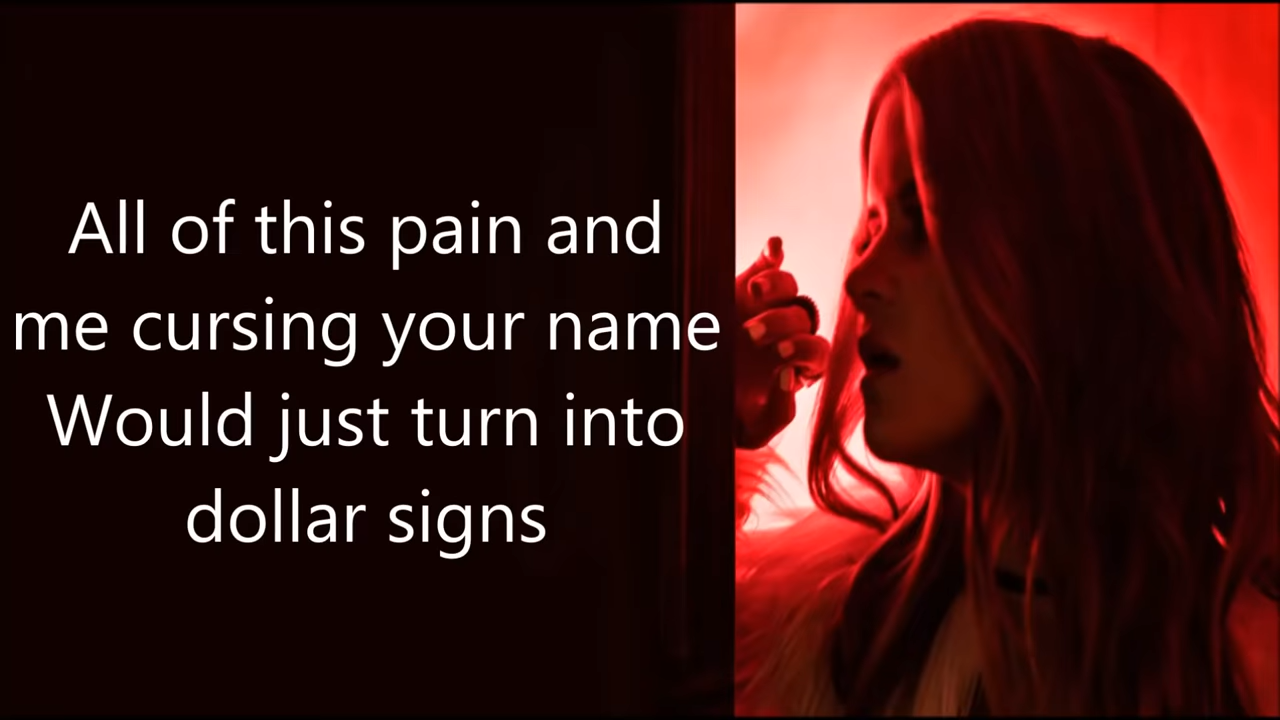 All of this pain and
me cursing your name
Would just turn into
dollar signs